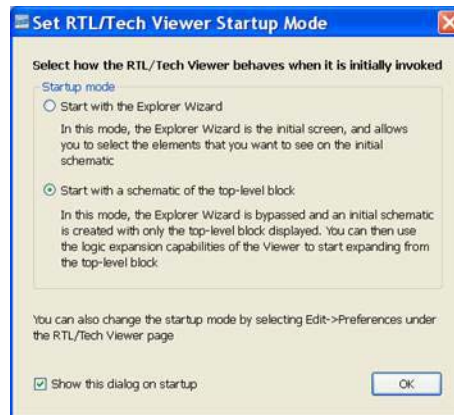 Set RTL/Tech Viewer Startup Mode
Select how the RTL/Tech Viewer behaves when it is initially invoked
Startup mode
Start with the Explorer Wizard
In this mode, the Explorer Wizard is the initial screen, and allows
you to select the elements that you want to see on the initial
schematic
Start with a schematic of the top-level block
In this mode, the Explorer Wizard is bypassed and an initial schematic
is created with only the top-level block displayed. You can then use
the logic expansion capabilities of the Viewer to start expanding from
the top-level block
You can also change the startup mode by selecting Edit->Preferences under
the RTL/Tech Viewer page
Show this dialog on startup
OK